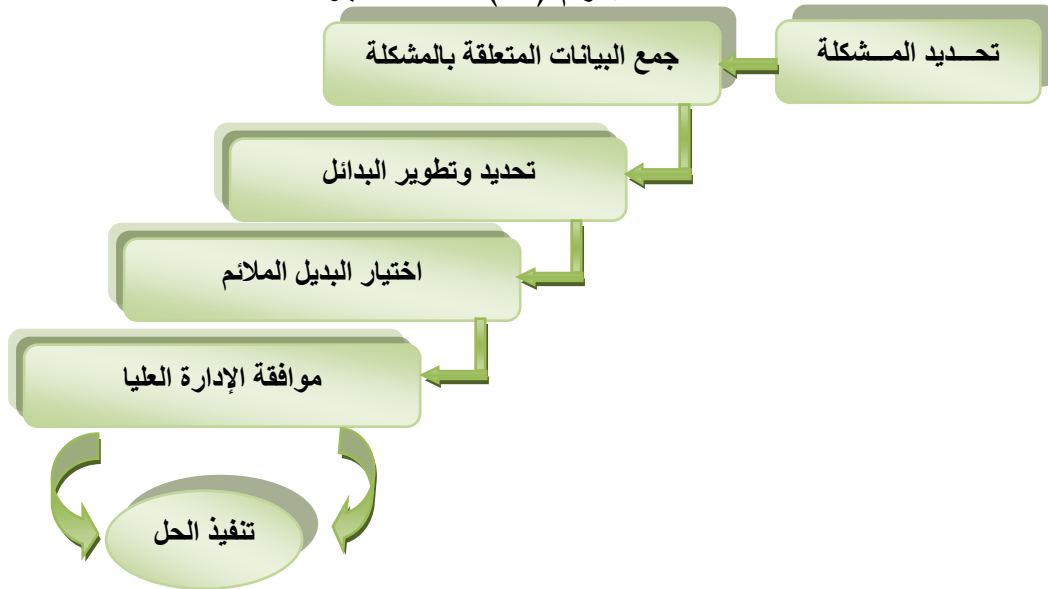 تحـــديد المـــشكلة
جمع البيانات المتعلقة بالمشكلة
تحديد وتطوير البدائل
اختيار البديل الملائم
موافقة الإدارة العليا
تنفيذ الحل